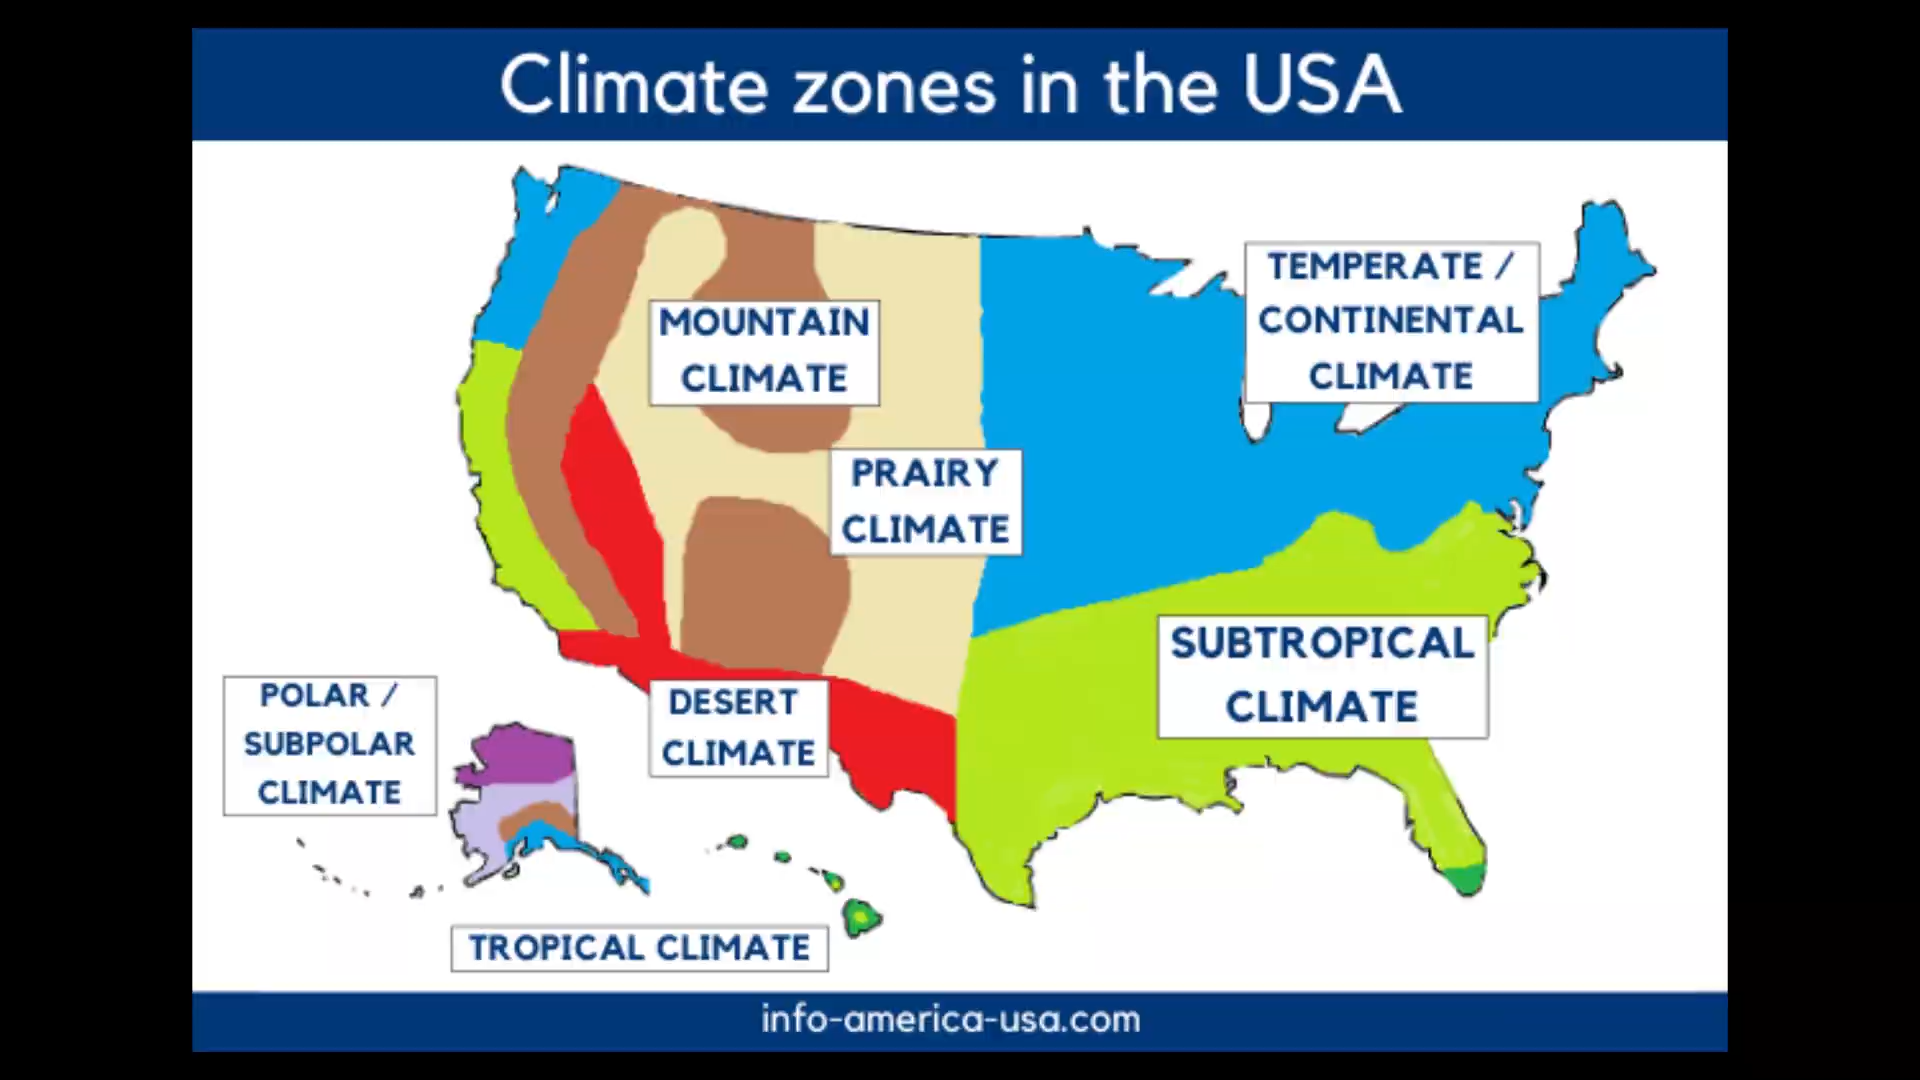 Climate zones in the USA
TEMPERATE /
CONTINENTAL
CLIMATE
MOUNTAIN
CLIMATE
PRAIRY
CLIMATE
SUBTROPICAL
CLIMATE
POLAR /
SUBPOLAR
CLIMATE
DESERT
CLIMATE
TROPICAL CLIMATE
info-america-usa.com